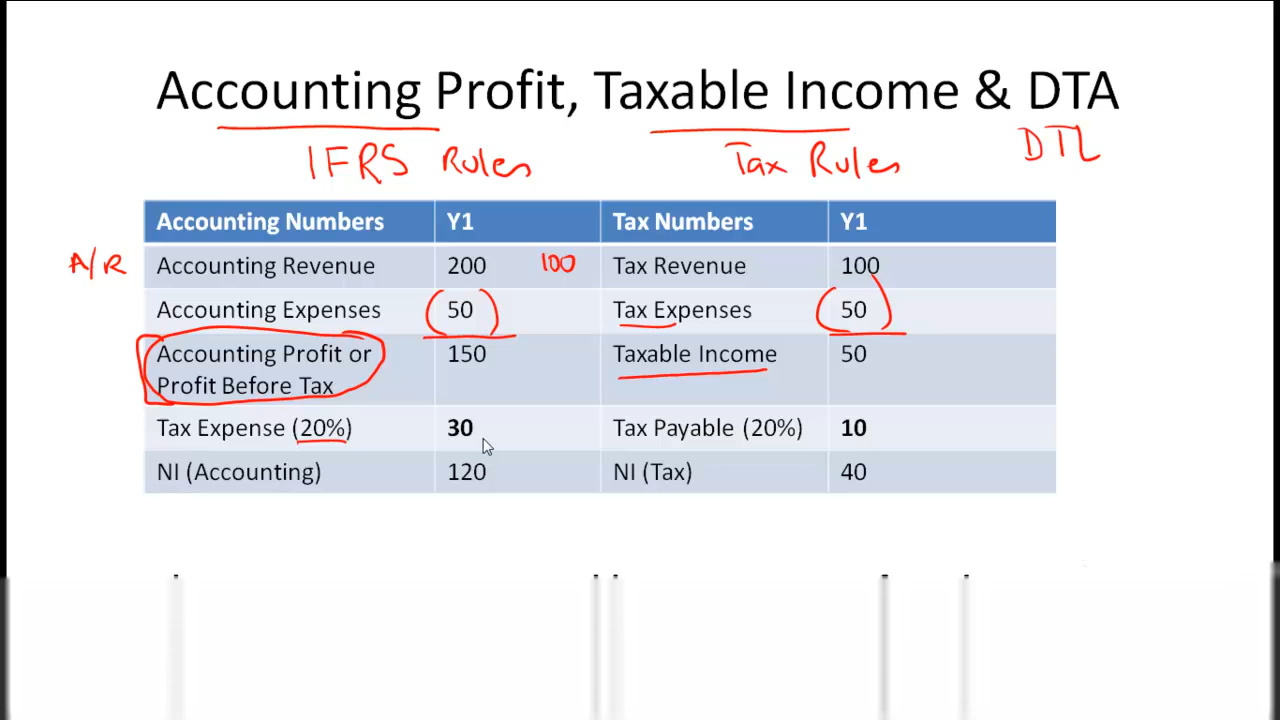 Accounting Profit, Taxable Income & DTA
IFRS Rules Tax Rules DTL
Accounting Numbers Y1 Tax Numbers Y1
A/R Accounting Revenue 200 100 Tax Revenue 100
Accounting Expenses (50) Tax Expenses (50)
Accounting Profit or 150 Taxable Income 50
Profit Before Tax
Tax Expense (20%) 30 Tax Payable (20%) 10
NI (Accounting) 120 NI (Tax) 40